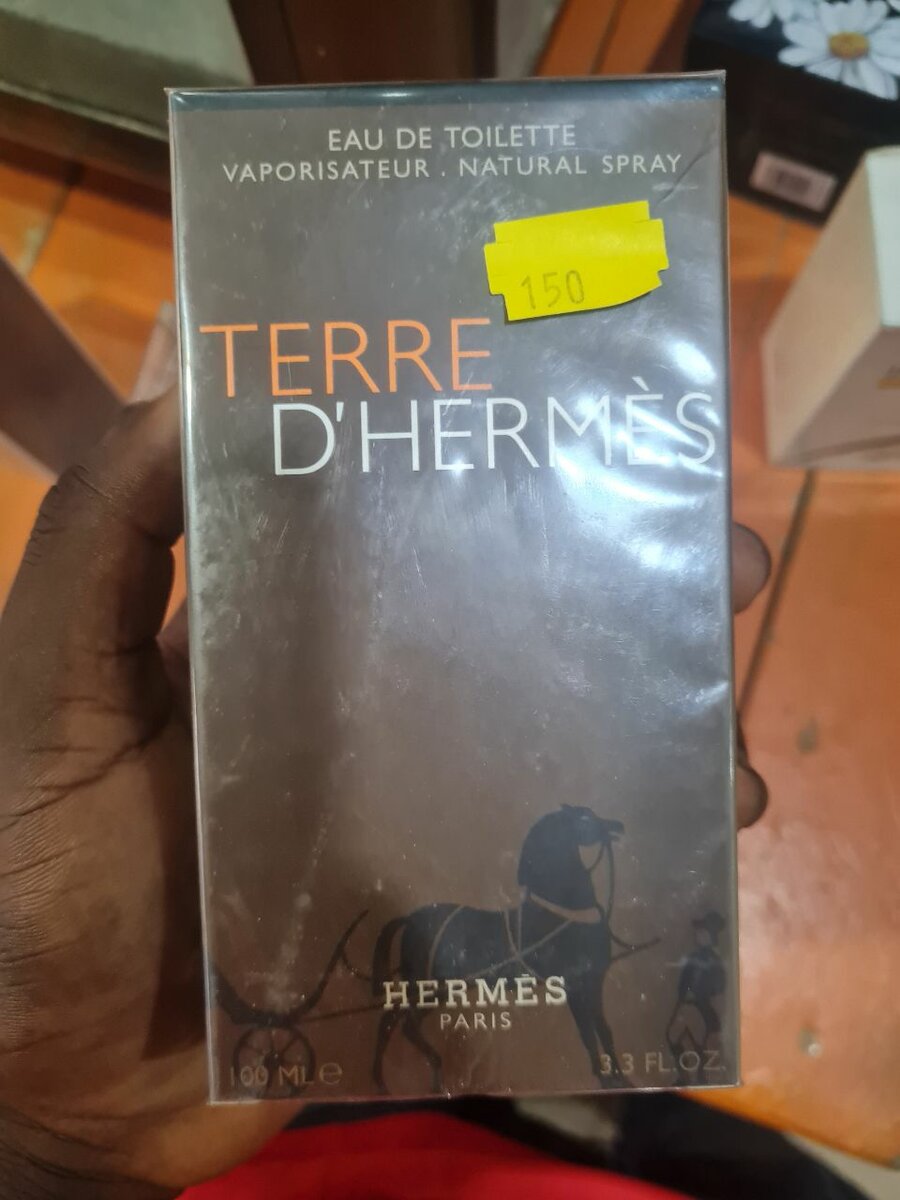 EAU DE TOILETTE
VAPORISATEUR . NATURAL SPRAY
150
TERRE
D'HERMÈS
HERMÈS
PARIS
100 ML e
3.3 FL.OZ.